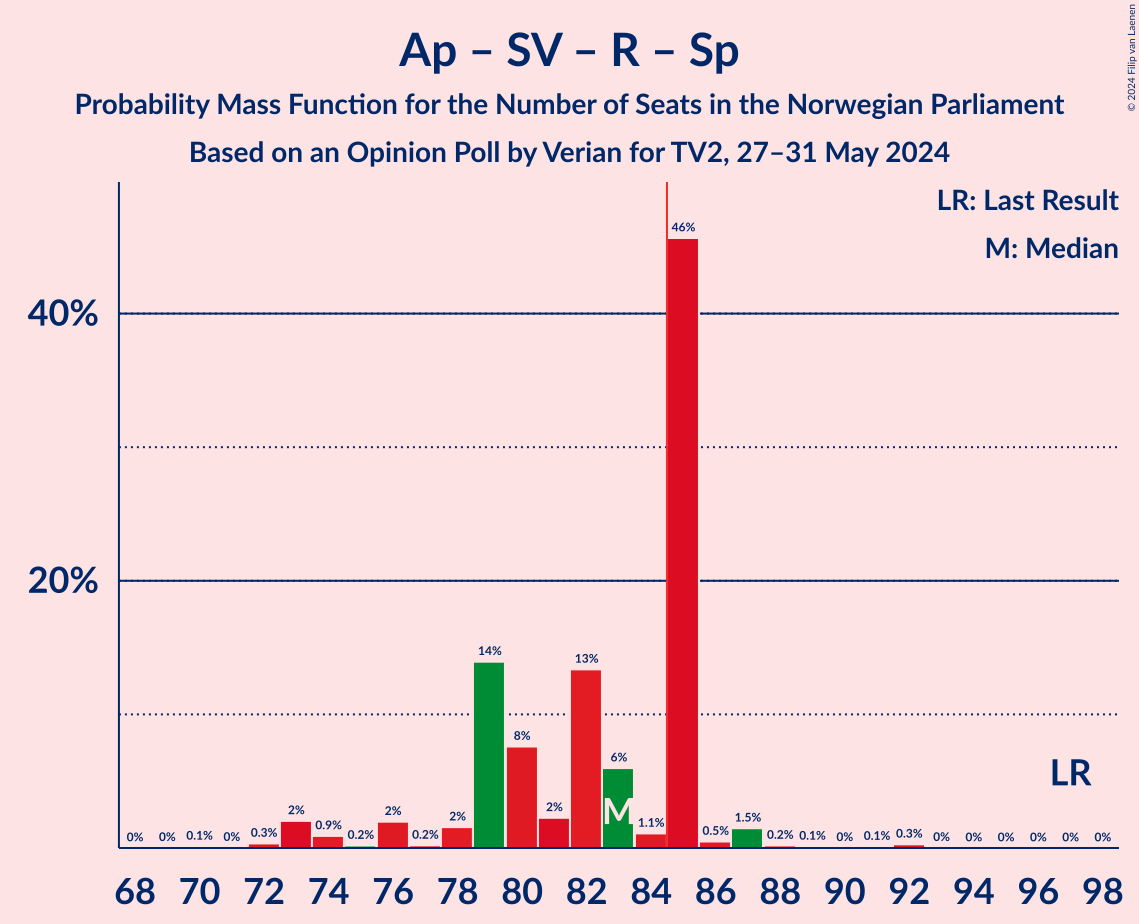 Ap – SV – R – Sp
Probability Mass Function for the Number of Seats in the Norwegian Parliament
Based on an Opinion Poll by Verian for TV2, 27–31 May 2024
© 2024 Filip van Laenen
LR: Last Result
M: Median
40%
20%
0% 0% 0.1% 0% 0.3% 2% 0.9% 0.2% 2% 0.2% 2% 14% 8% 2% 13% 6% 1.1% 46% 0.5% 1.5% 0.2% 0.1% 0% 0.1% 0.3% 0% 0% 0% 0% 0% 0%
M
LR
68 70 72 74 76 78 80 82 84 86 88 90 92 94 96 98